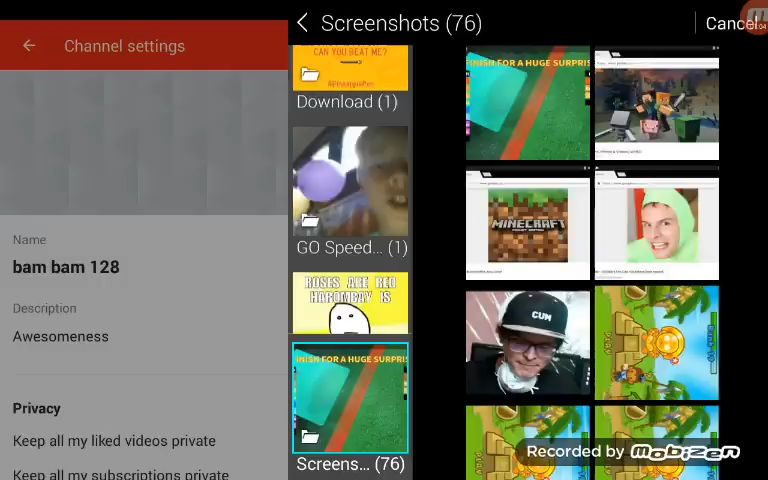 Channel settings
Name
bam bam 128
Description
Awesomeness
Privacy
Keep all my liked videos private
Keep all my subscriptions private
Screenshots (76)
Cancel
CAN YOU BEAT ME?
Download (1)
GO Speed... (1)
ROSES ARE RED
INISH FOR A HUGE SURPRIS
Screens... (76)
INISH FOR A HUGE SURPRIS
MINECRAFT
CUM
Recorded by mobizen